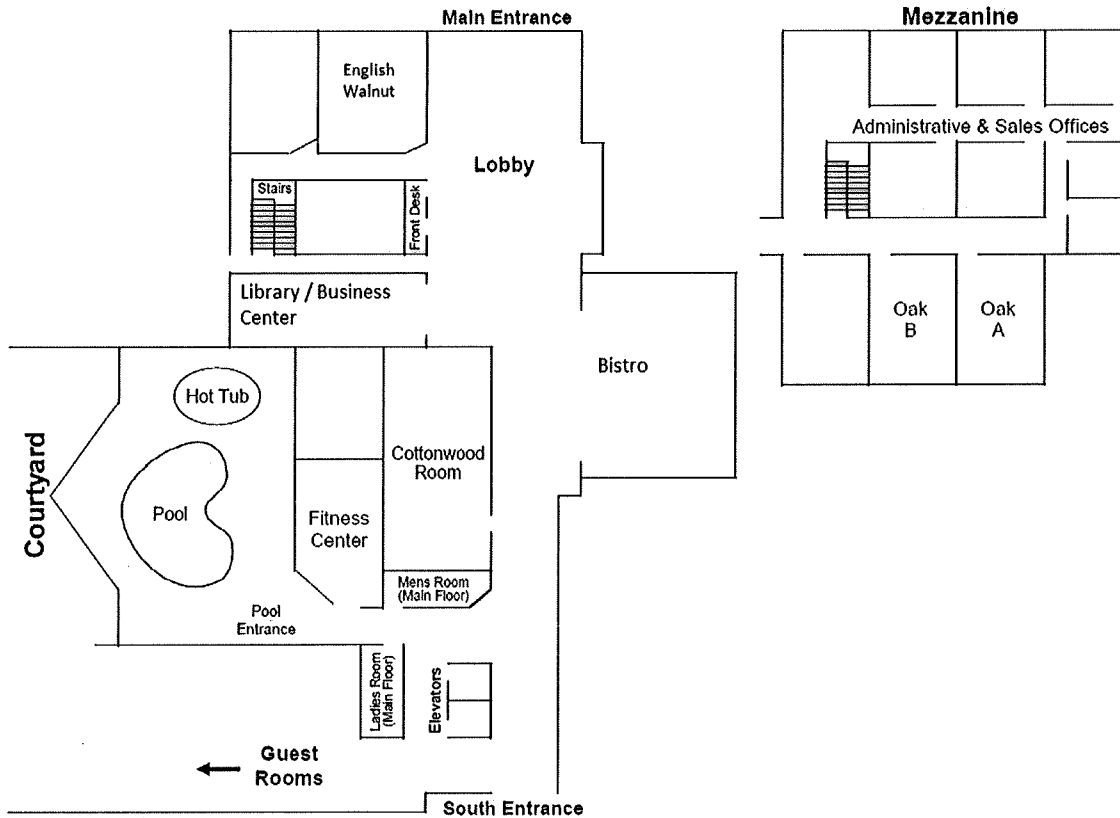 Main Entrance
Mezzanine
English
Walnut
Lobby
Administrative & Sales Offices
Stairs
Front Desk
Library / Business
Center
Oak
B
Oak
A
Bistro
Hot Tub
Courtyard
Cottonwood
Room
Pool
Fitness
Center
Mens Room
(Main Floor)
Pool
Entrance
Ladies Room
(Main Floor)
Elevators
Guest
Rooms
South Entrance